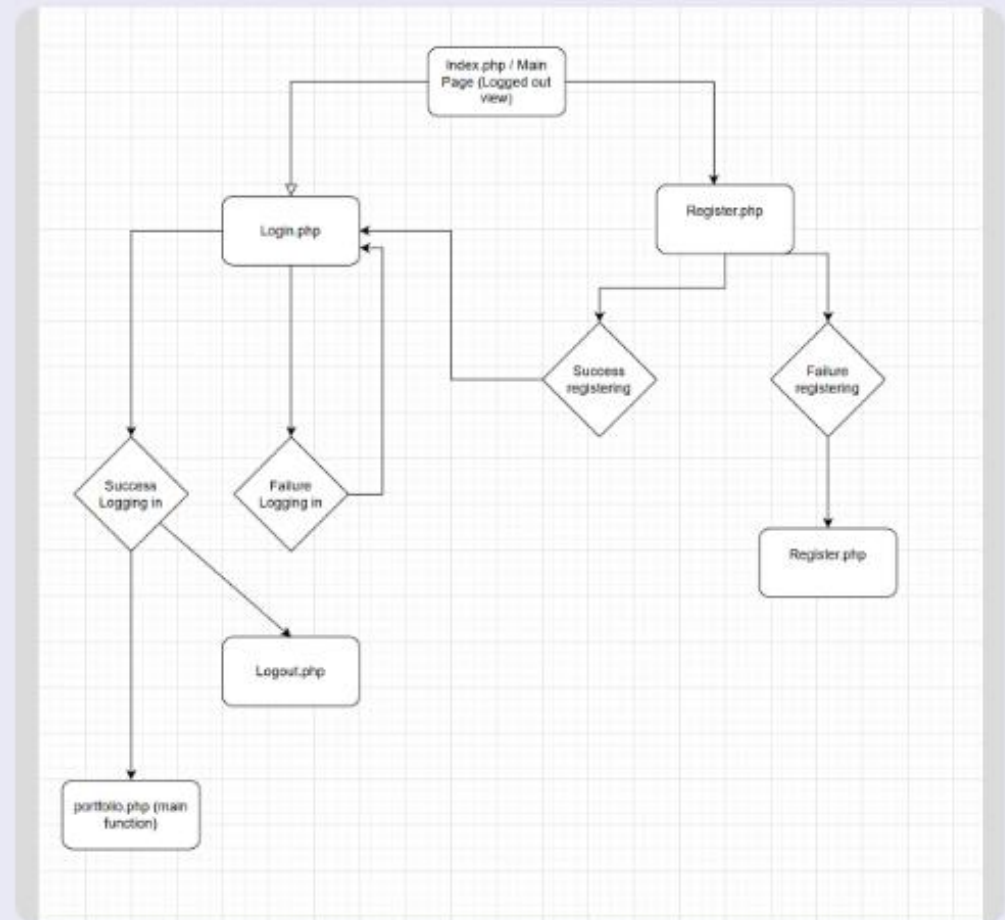 Index.php / Main
Page (Logged out
view)
Register.php
Login.php
Success
registering
Failure
registering
Success
Logging in
Failure
Logging in
Register.php
Logout.php
portfolio.php (main
function)